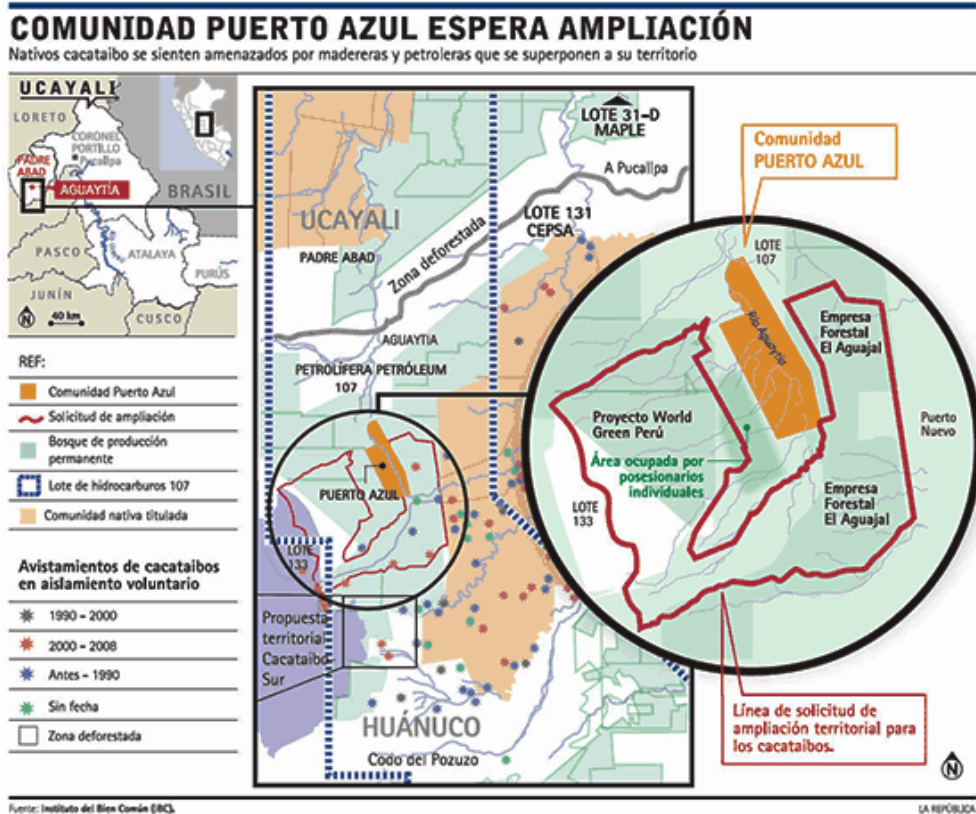 COMUNIDAD PUERTO AZUL ESPERA AMPLIACIÓN
Nativos cacataibo se sienten amenazados por madereras y petroleras que se superponen a su territorio
UCAYALI
LORETO
CORONEL
PORTILLO
Pucallpa
PADRE
ABAD
AGUAYTÍA
BRASIL
PASCO
ATALAYA
PURÚS
JUNÍN
CUSCO
N
40 km
REF:
Comunidad Puerto Azul
Solicitud de ampliación
Bosque de producción
permanente
Lote de hidrocarburos 107
Comunidad nativa titulada
Avistamientos de cacataibos
en aislamiento voluntario
1990 - 2000
2000 - 2008
Antes - 1990
Sin fecha
Zona deforestada
LOTE 31-D
MAPLE
A Pucallpa
UCAYALI
LOTE 131
CEPSA
PADRE ABAD
Zona deforestada
AGUAYTIA
PETROLÍFERA PETRÓLEUM
107
PUERTO AZUL
LOTE
133
Propuesta
territorial
Cacataibo
Sur
HUÁNUCO
Codo del Pozuzo
Comunidad
PUERTO AZUL
LOTE
107
Río Aguaytía
Empresa
Forestal
El Aguajal
Proyecto World
Green Perú
Puerto
Nuevo
Área ocupada por
posesionarios
individuales
LOTE
133
Empresa
Forestal
El Aguajal
Línea de solicitud de
ampliación territorial para
los cacataibos.
N
Fuente: Instituto del Bien Común (IBC).
LA REPÚBLICA